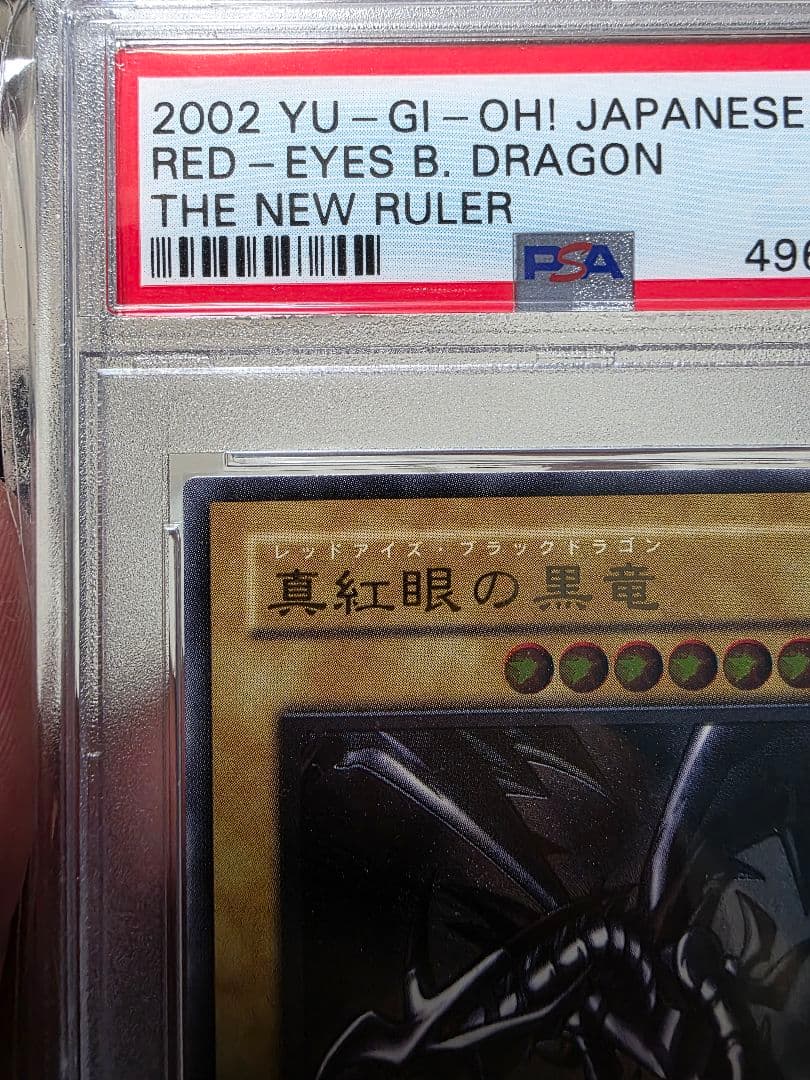 2002 YU-GI-OH! JAPANESE
RED-EYES B. DRAGON
THE NEW RULER
PSA
496
レッドアイズ・ブラックドラゴン
真紅眼の黒竜